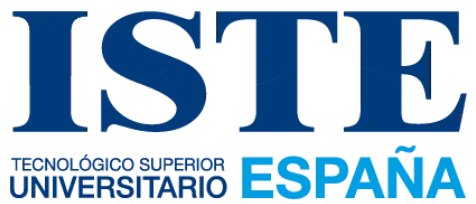 ISTE
TECNOLÓGICO SUPERIOR
UNIVERSITARIO ESPAÑA